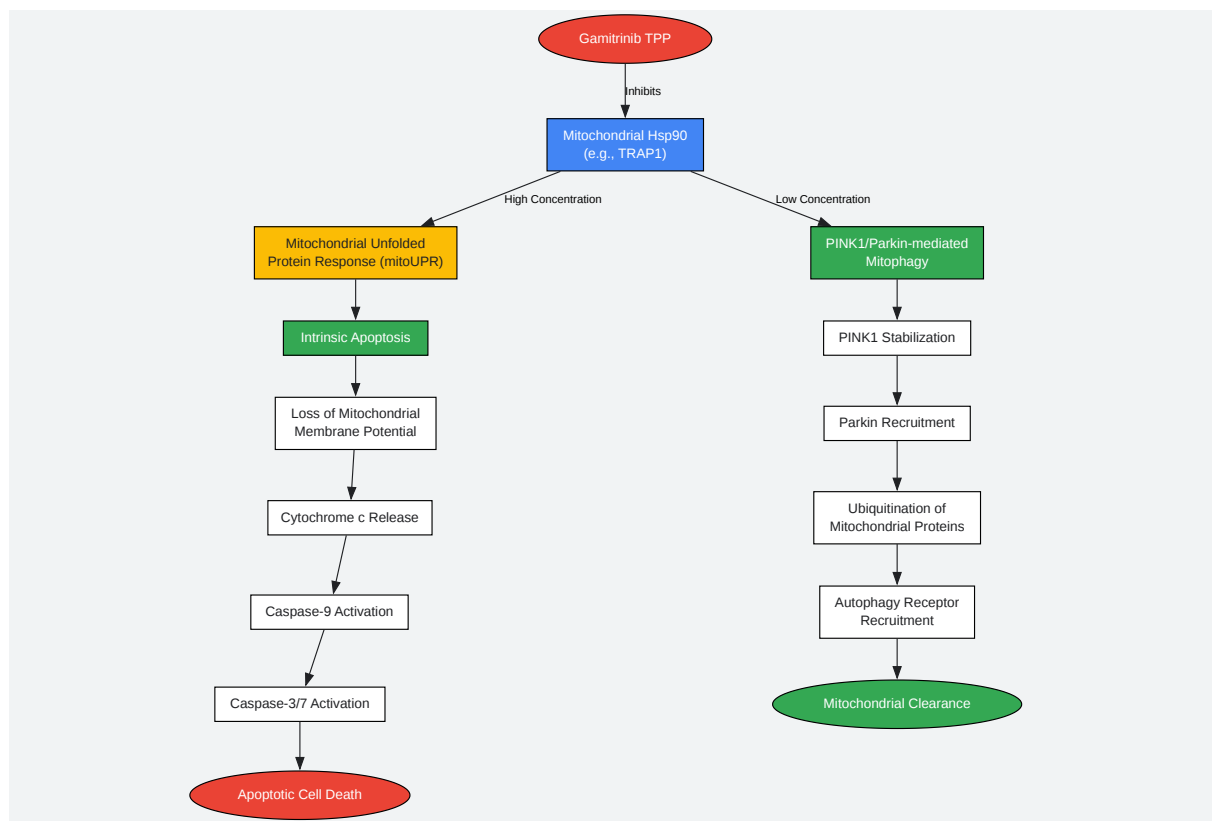 Gamitrinib TPP
Inhibits
Mitochondrial Hsp90
(e.g., TRAP1)
High Concentration
Low Concentration
Mitochondrial Unfolded
Protein Response (mitoUPR)
PINK1/Parkin-mediated
Mitophagy
Intrinsic Apoptosis
PINK1 Stabilization
Loss of Mitochondrial
Membrane Potential
Parkin Recruitment
Cytochrome c Release
Ubiquitination of
Mitochondrial Proteins
Caspase-9 Activation
Autophagy Receptor
Recruitment
Caspase-3/7 Activation
Mitochondrial Clearance
Apoptotic Cell Death